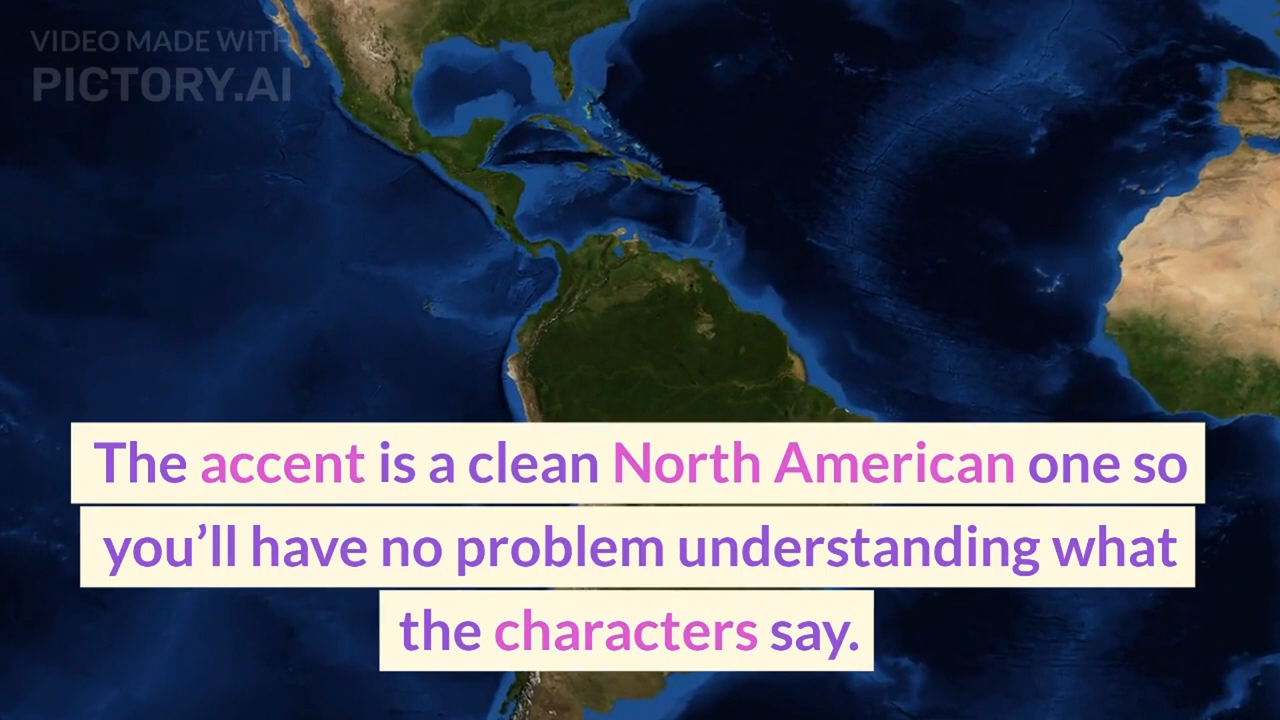 VIDEO MADE WITH
PICTORY.AI
The accent is a clean North American one so
you’ll have no problem understanding what
the characters say.